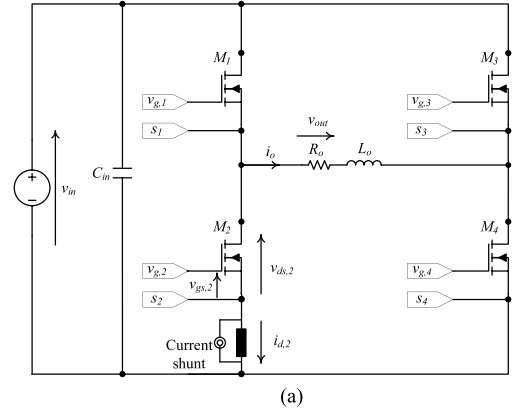 M1
M3
vg,1
vg,3
s1
s3
vout
io
Ro
Lo
Cin
vin
+
−
M2
M4
vg,2
vg,4
vds,2
vgs,2
s2
s4
Current
shunt
id,2
(a)